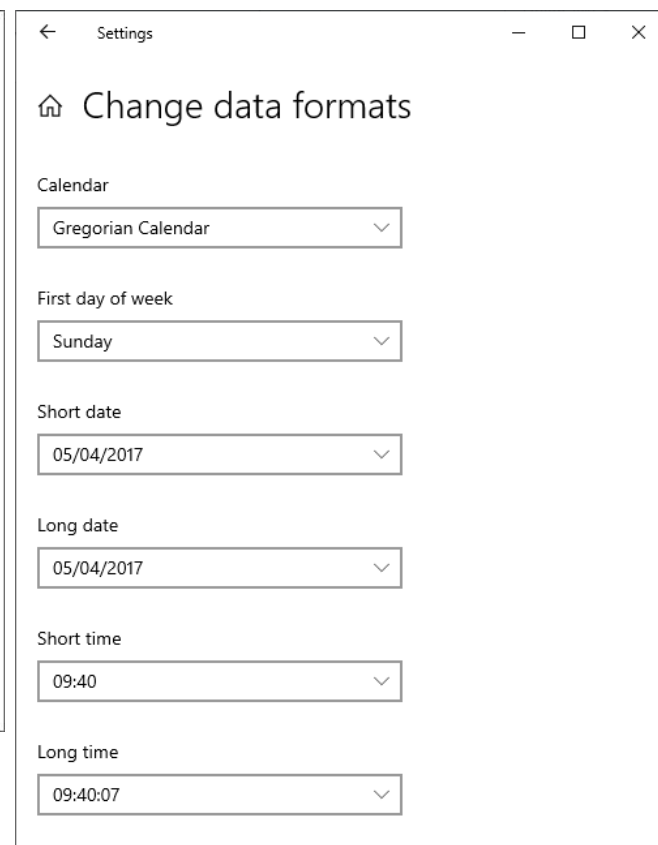 Settings
Change data formats
Calendar
Gregorian Calendar
First day of week
Sunday
Short date
05/04/2017
Long date
05/04/2017
Short time
09:40
Long time
09:40:07